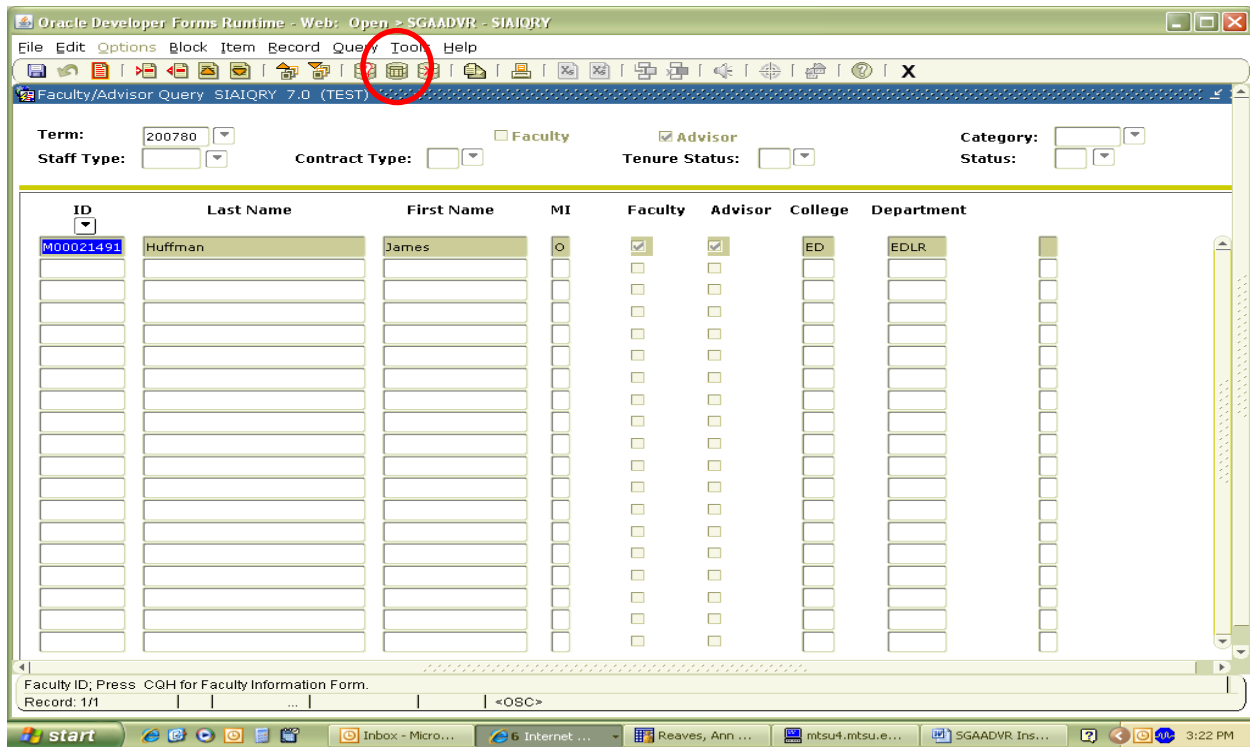 Oracle Developer Forms Runtime - Web: Open > SGAADVR - SIAIQRY
File Edit Options Block Item Record Query Tools Help
X
Faculty/Advisor Query SIAIQRY 7.0 (TEST)
Term: 200780 Faculty Advisor Category:
Staff Type: Contract Type: Tenure Status: Status:
ID Last Name First Name MI Faculty Advisor College Department
M00021491 Huffman James O ED EDLR
Faculty ID; Press CQH for Faculty Information Form.
Record: 1/1 ... <OSC>
start Inbox - Micro... 6 Internet ... Reaves, Ann ... mtsu4.mtsu.e... SGAADVR Ins... 3:22 PM